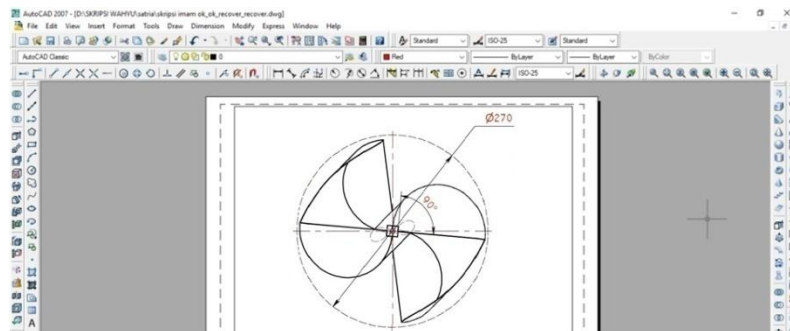 AutoCAD 2007 - [D:\SKRIPSI WAHYU\satria\skripsi imam ok_ok_recover_recover.dwg]
File Edit View Insert Format Tools Draw Dimension Modify Express Window Help
Standard ISO-25 Standard
AutoCAD Classic 0 Red ByLayer ByLayer ByColor
ISO-25
Ø270
90°
A